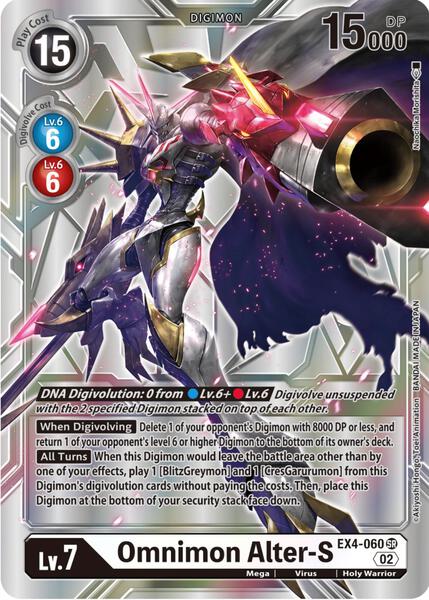 DIGIMON
Play Cost
15
15000
DP
Digivolve Cost
Lv.6
6
Lv.6
6
Naochika Morishita
©Akiyoshi Hongo, Toei Animation BANDAI MADE IN JAPAN
DNA Digivolution: 0 from Lv.6+ Lv.6 Digivolve unsuspended
with the 2 specified Digimon stacked on top of each other.
When Digivolving Delete 1 of your opponent's Digimon with 8000 DP or less, and
return 1 of your opponent's level 6 or higher Digimon to the bottom of its owner's deck.
All Turns When this Digimon would leave the battle area other than by
one of your effects, play 1 [BlitzGreymon] and 1 [CresGarurumon] from this
Digimon's digivolution cards without paying the costs. Then, place this
Digimon at the bottom of your security stack face down.
Lv.7
Omnimon Alter-S
EX4-060 SR
02
Mega | Virus | Holy Warrior